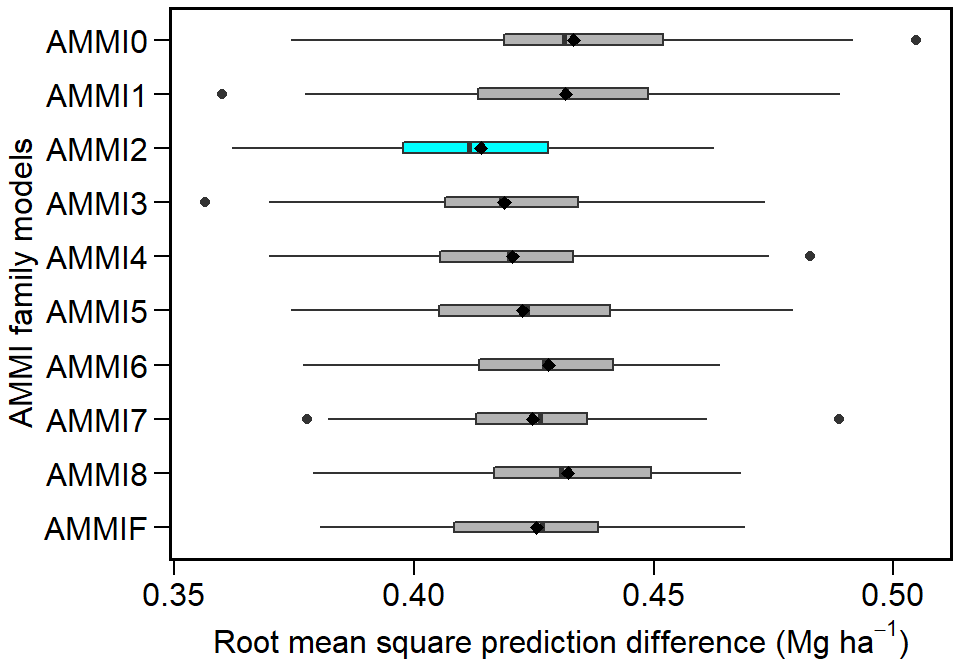 AMMI family models
AMMI0
AMMI1
AMMI2
AMMI3
AMMI4
AMMI5
AMMI6
AMMI7
AMMI8
AMMIF
0.35 0.40 0.45 0.50
Root mean square prediction difference (Mg ha⁻¹)